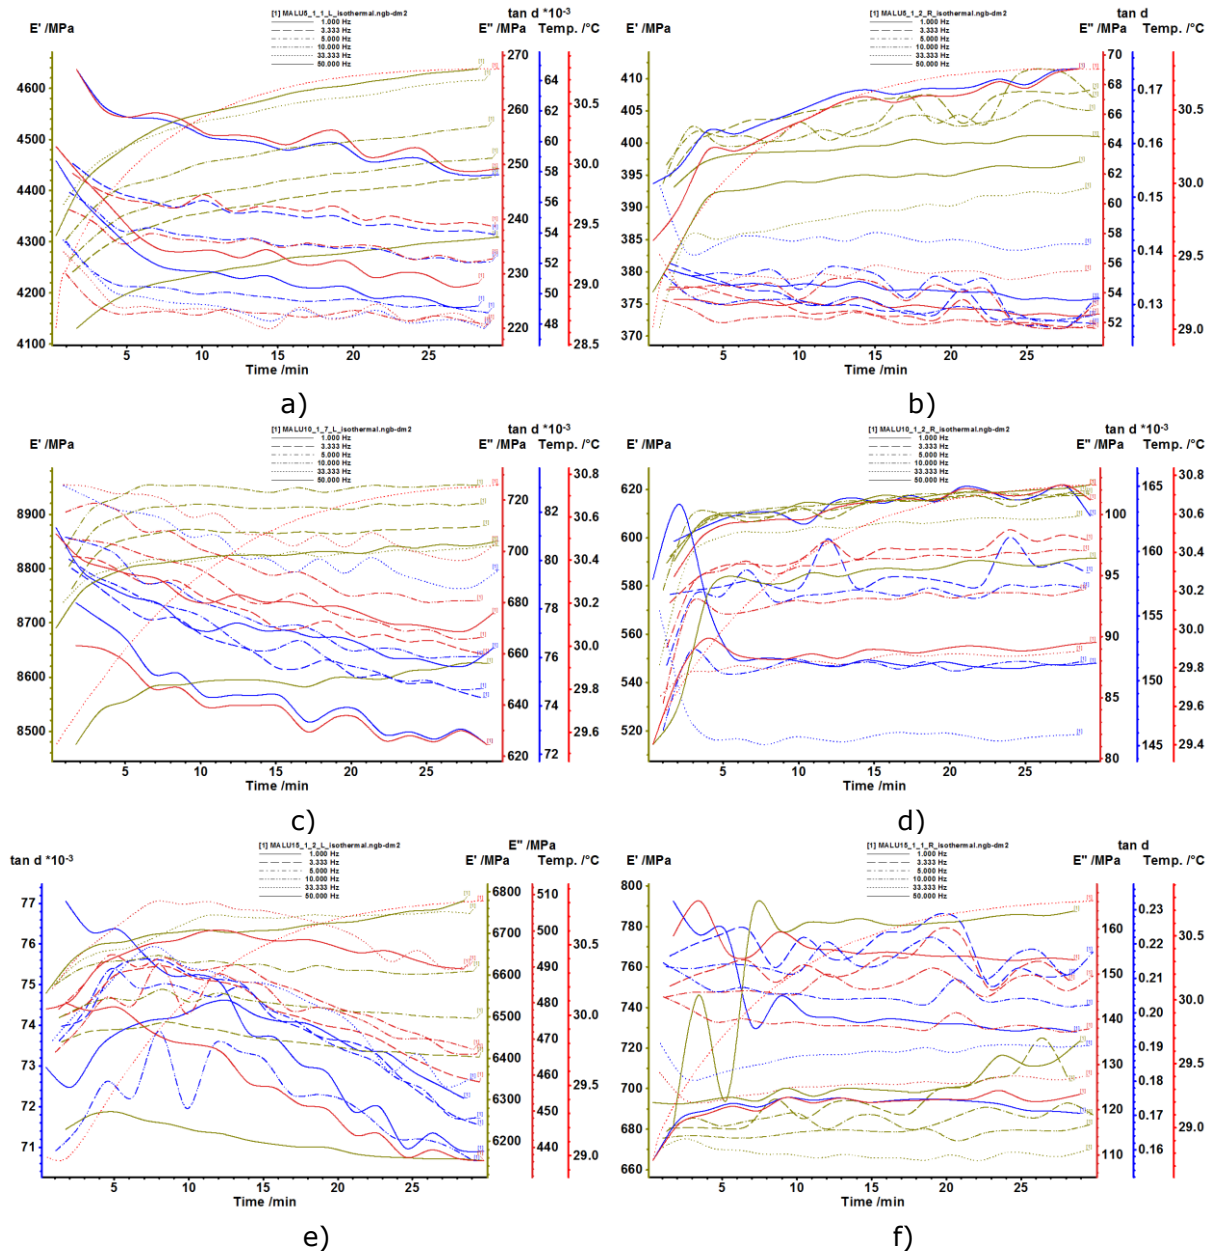 [1] MALU5_1_1_L_isothermal.ngb-dm2
tan d *10-3
E' /MPa
E" /MPa Temp. /°C
1.000 Hz
3.333 Hz
5.000 Hz
10.000 Hz
33.333 Hz
50.000 Hz
4600
4500
4400
4300
4200
4100
270
260
250
240
230
220
64
62
60
58
56
54
52
50
48
30.5
30.0
29.5
29.0
28.5
5 10 15 20 25
Time /min
a)
[1] MALU5_1_2_R_isothermal.ngb-dm2
tan d
E' /MPa
E" /MPa Temp. /°C
1.000 Hz
3.333 Hz
5.000 Hz
10.000 Hz
33.333 Hz
50.000 Hz
410
405
400
395
390
385
380
375
370
70
68
66
64
62
60
58
56
54
52
0.17
0.16
0.15
0.14
0.13
30.5
30.0
29.5
29.0
5 10 15 20 25
Time /min
b)
[1] MALU10_1_7_L_isothermal.ngb-dm2
tan d *10-3
E' /MPa
E" /MPa Temp. /°C
1.000 Hz
3.333 Hz
5.000 Hz
10.000 Hz
33.333 Hz
50.000 Hz
8900
8800
8700
8600
8500
720
700
680
660
640
620
82
80
78
76
74
72
30.8
30.6
30.4
30.2
30.0
29.8
29.6
5 10 15 20 25
Time /min
c)
[1] MALU10_1_2_R_isothermal.ngb-dm2
tan d *10-3
E' /MPa
E" /MPa Temp. /°C
1.000 Hz
3.333 Hz
5.000 Hz
10.000 Hz
33.333 Hz
50.000 Hz
620
600
580
560
540
520
100
95
90
85
80
165
160
155
150
145
30.8
30.6
30.4
30.2
30.0
29.8
29.6
29.4
5 10 15 20 25
Time /min
d)
[1] MALU15_1_2_L_isothermal.ngb-dm2
E" /MPa
tan d *10-3
E' /MPa Temp. /°C
1.000 Hz
3.333 Hz
5.000 Hz
10.000 Hz
33.333 Hz
50.000 Hz
77
76
75
74
73
72
71
6800
6700
6600
6500
6400
6300
6200
510
500
490
480
470
460
450
440
30.5
30.0
29.5
29.0
5 10 15 20 25
Time /min
e)
[1] MALU15_1_1_R_isothermal.ngb-dm2
tan d
E' /MPa
E" /MPa Temp. /°C
1.000 Hz
3.333 Hz
5.000 Hz
10.000 Hz
33.333 Hz
50.000 Hz
800
780
760
740
720
700
680
660
160
150
140
130
120
110
0.23
0.22
0.21
0.20
0.19
0.18
0.17
0.16
30.5
30.0
29.5
29.0
5 10 15 20 25
Time /min
f)